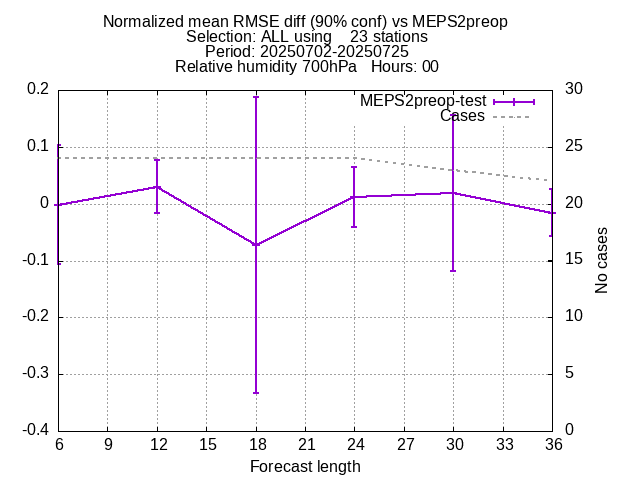 Normalized mean RMSE diff (90% conf) vs MEPS2preop
Selection: ALL using    23 stations
Period: 20250702-20250725
Relative humidity 700hPa   Hours: 00
MEPS2preop-test
Cases
0.2
0.1
0
-0.1
-0.2
-0.3
-0.4
30
25
20
15
10
5
0
No cases
6 9 12 15 18 21 24 27 30 33 36
Forecast length